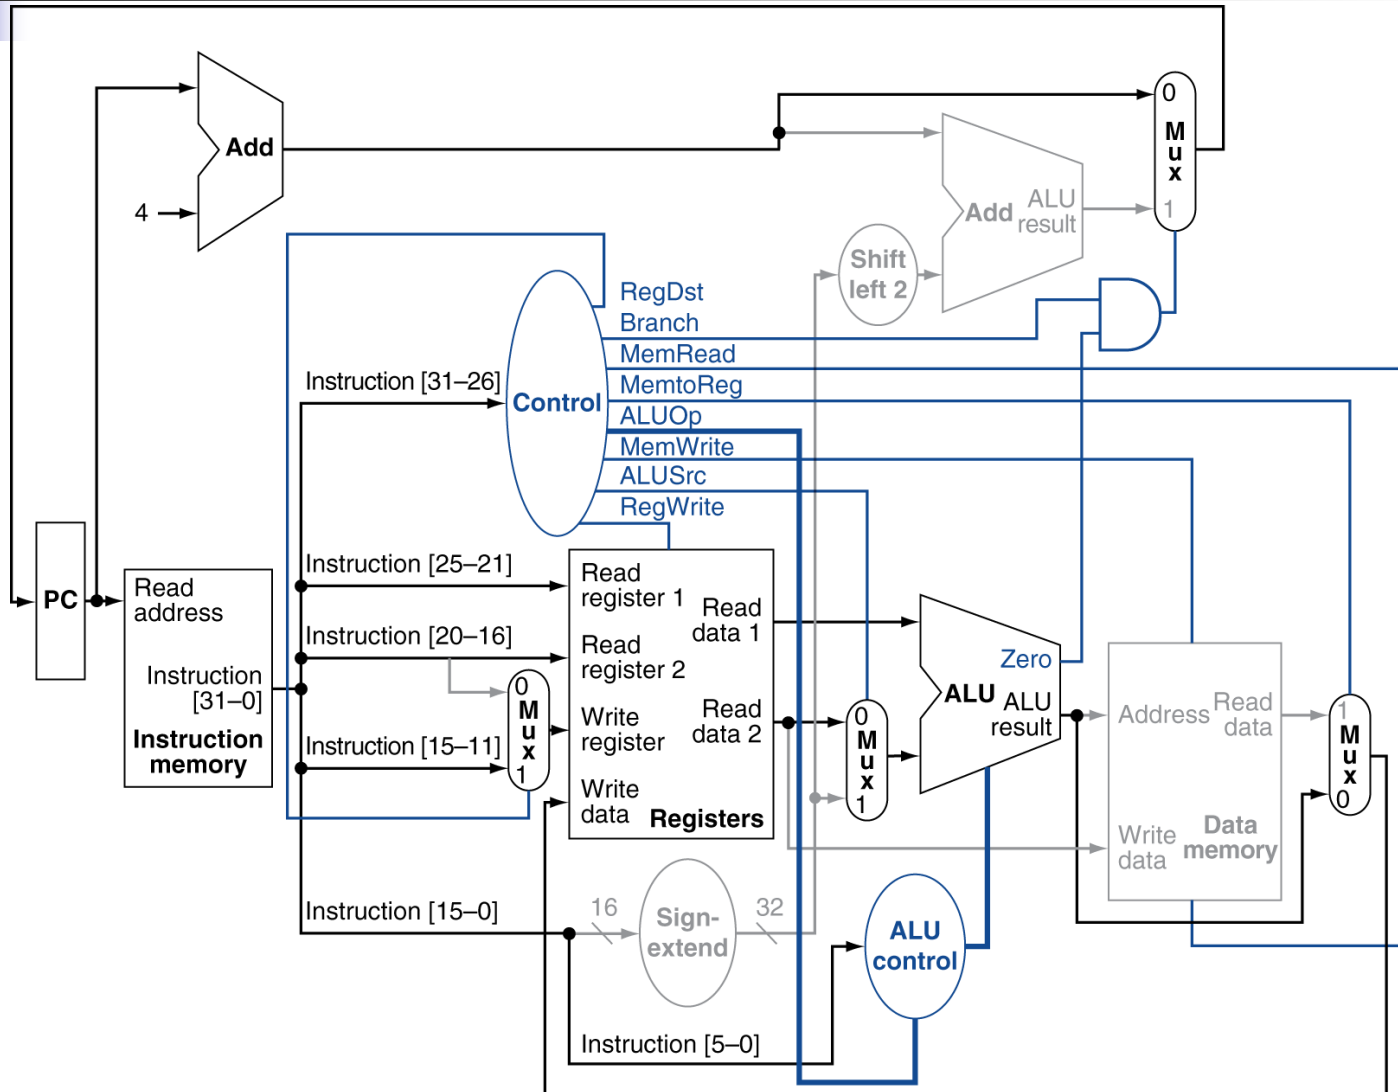 0
M
u
x
1
Add
4
Add
ALU
result
Shift
left 2
RegDst
Branch
MemRead
MemtoReg
ALUOp
MemWrite
ALUSrc
RegWrite
Instruction [31–26]
Control
PC
Read
address
Instruction
[31–0]
Instruction
memory
Instruction [25–21]
Instruction [20–16]
Instruction [15–11]
0
M
u
x
1
Read
register 1
Read
register 2
Write
register
Write
data
Read
data 1
Read
data 2
Registers
0
M
u
x
1
Zero
ALU
ALU
result
Address
Read
data
Write
data
Data
memory
1
M
u
x
0
Instruction [15–0]
16
Sign-
extend
32
ALU
control
Instruction [5–0]